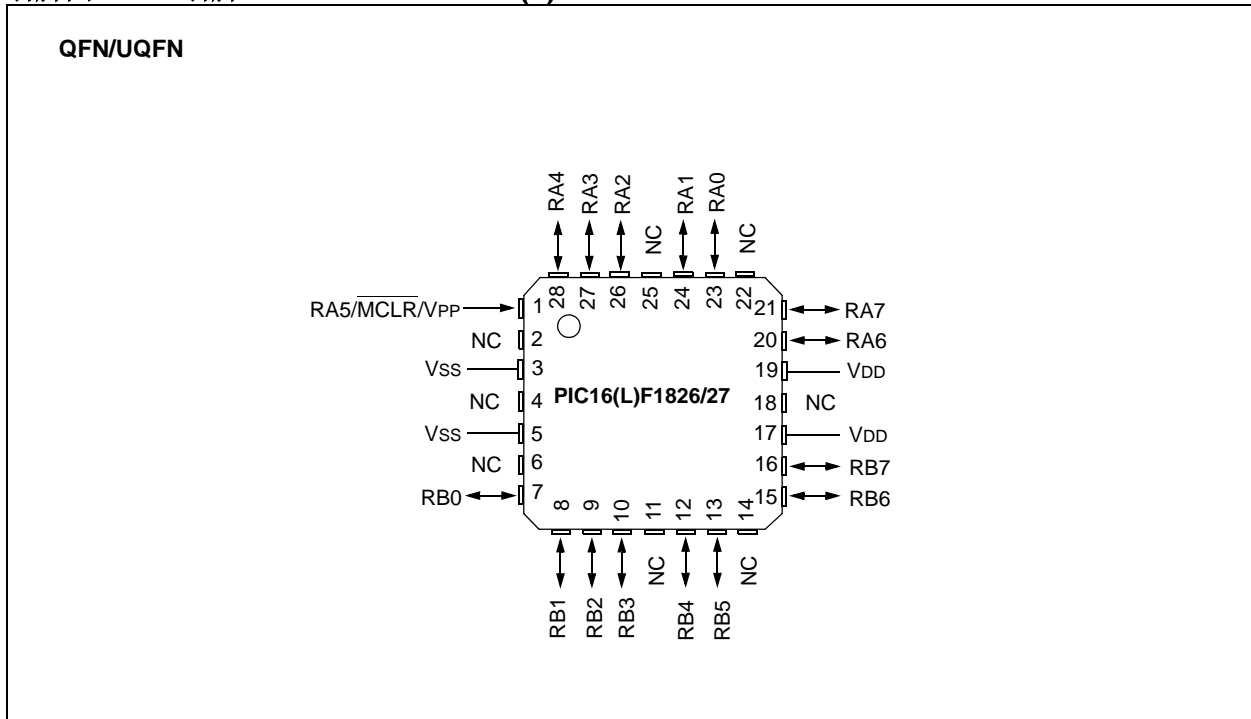 QFN/UQFN
RA4
RA3
RA2
NC
RA1
RA0
NC
28
27
26
25
24
23
22
RA5/MCLR/VPP
1
NC
2
VSS
3
NC
4
VSS
5
NC
6
RB0
7
PIC16(L)F1826/27
21
RA7
20
RA6
19
VDD
18
NC
17
VDD
16
RB7
15
RB6
8
9
10
11
12
13
14
RB1
RB2
RB3
NC
RB4
RB5
NC